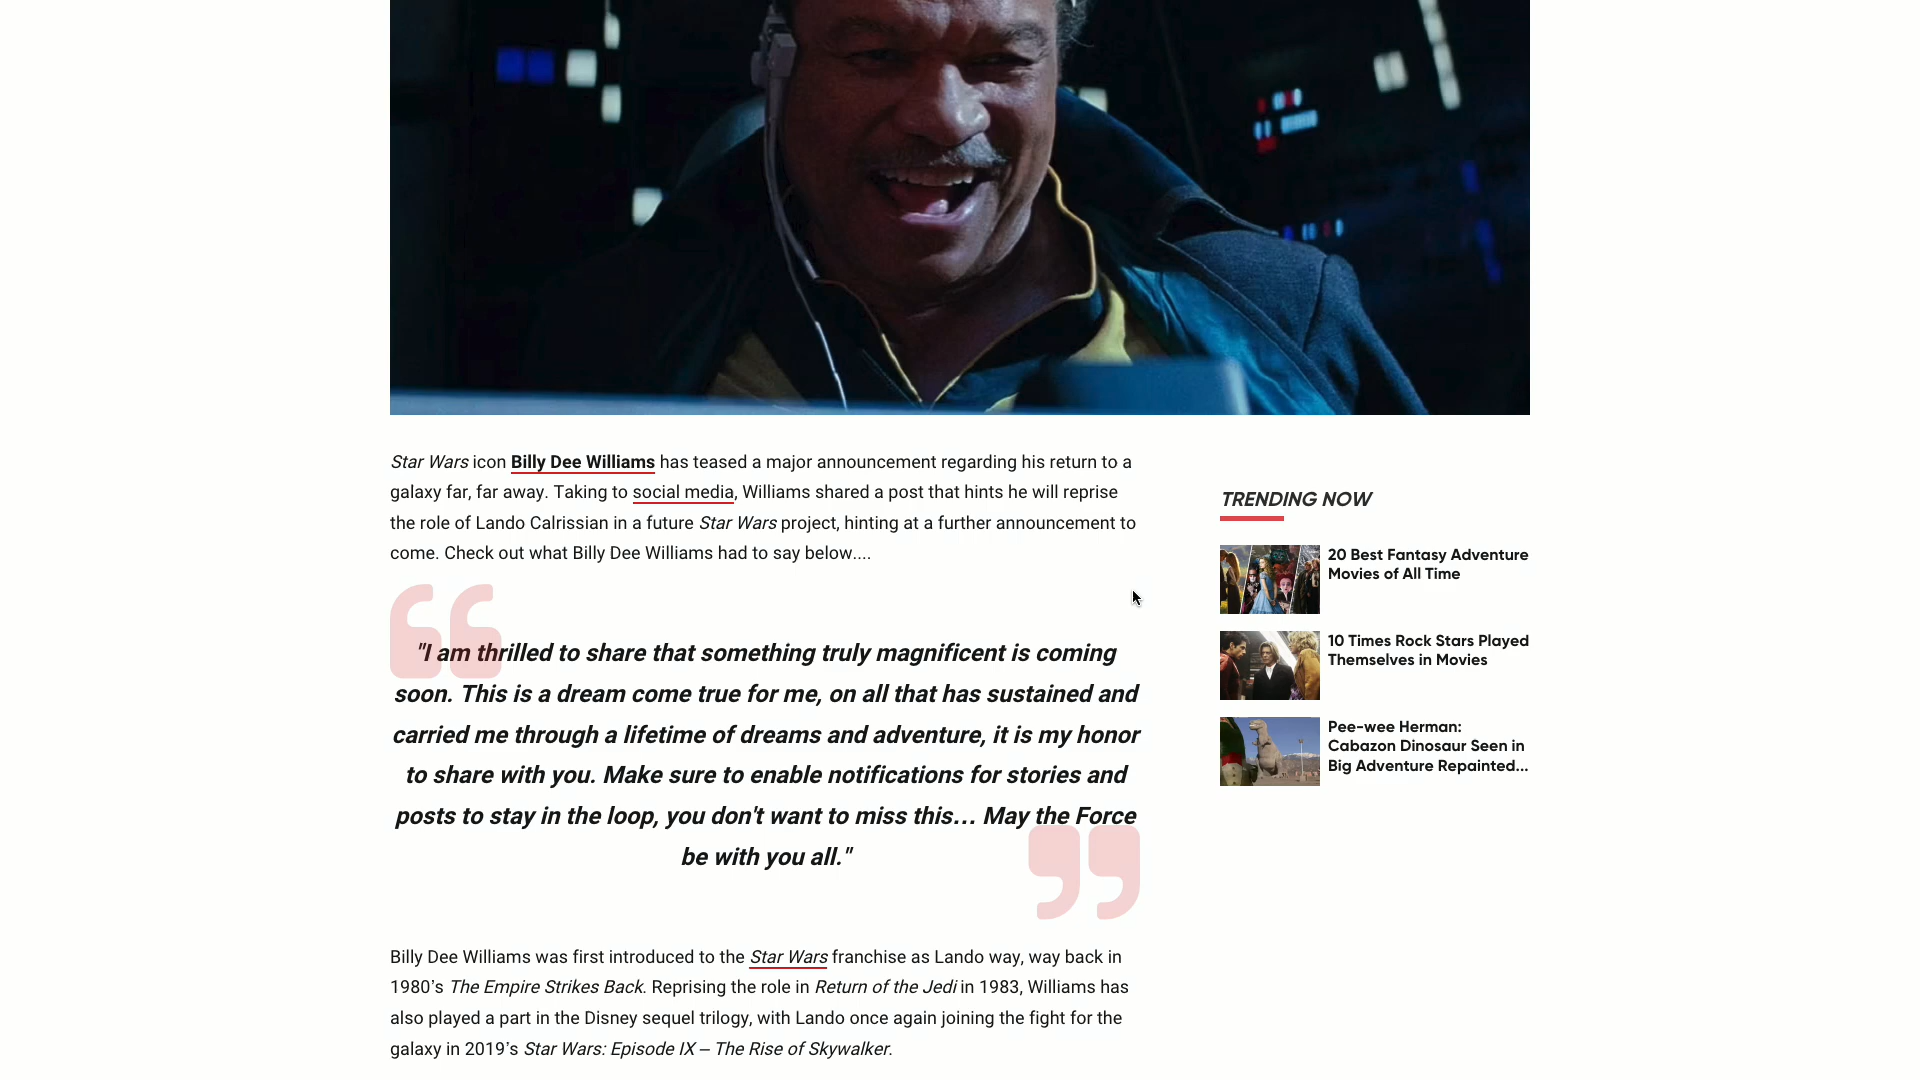 Star Wars icon Billy Dee Williams has teased a major announcement regarding his return to a
galaxy far, far away. Taking to social media, Williams shared a post that hints he will reprise
the role of Lando Calrissian in a future Star Wars project, hinting at a further announcement to
come. Check out what Billy Dee Williams had to say below....
"I am thrilled to share that something truly magnificent is coming
soon. This is a dream come true for me, on all that has sustained and
carried me through a lifetime of dreams and adventure, it is my honor
to share with you. Make sure to enable notifications for stories and
posts to stay in the loop, you don't want to miss this… May the Force
be with you all."
Billy Dee Williams was first introduced to the Star Wars franchise as Lando way, way back in
1980’s The Empire Strikes Back. Reprising the role in Return of the Jedi in 1983, Williams has
also played a part in the Disney sequel trilogy, with Lando once again joining the fight for the
galaxy in 2019’s Star Wars: Episode IX – The Rise of Skywalker.
TRENDING NOW
20 Best Fantasy Adventure
Movies of All Time
10 Times Rock Stars Played
Themselves in Movies
Pee-wee Herman:
Cabazon Dinosaur Seen in
Big Adventure Repainted...